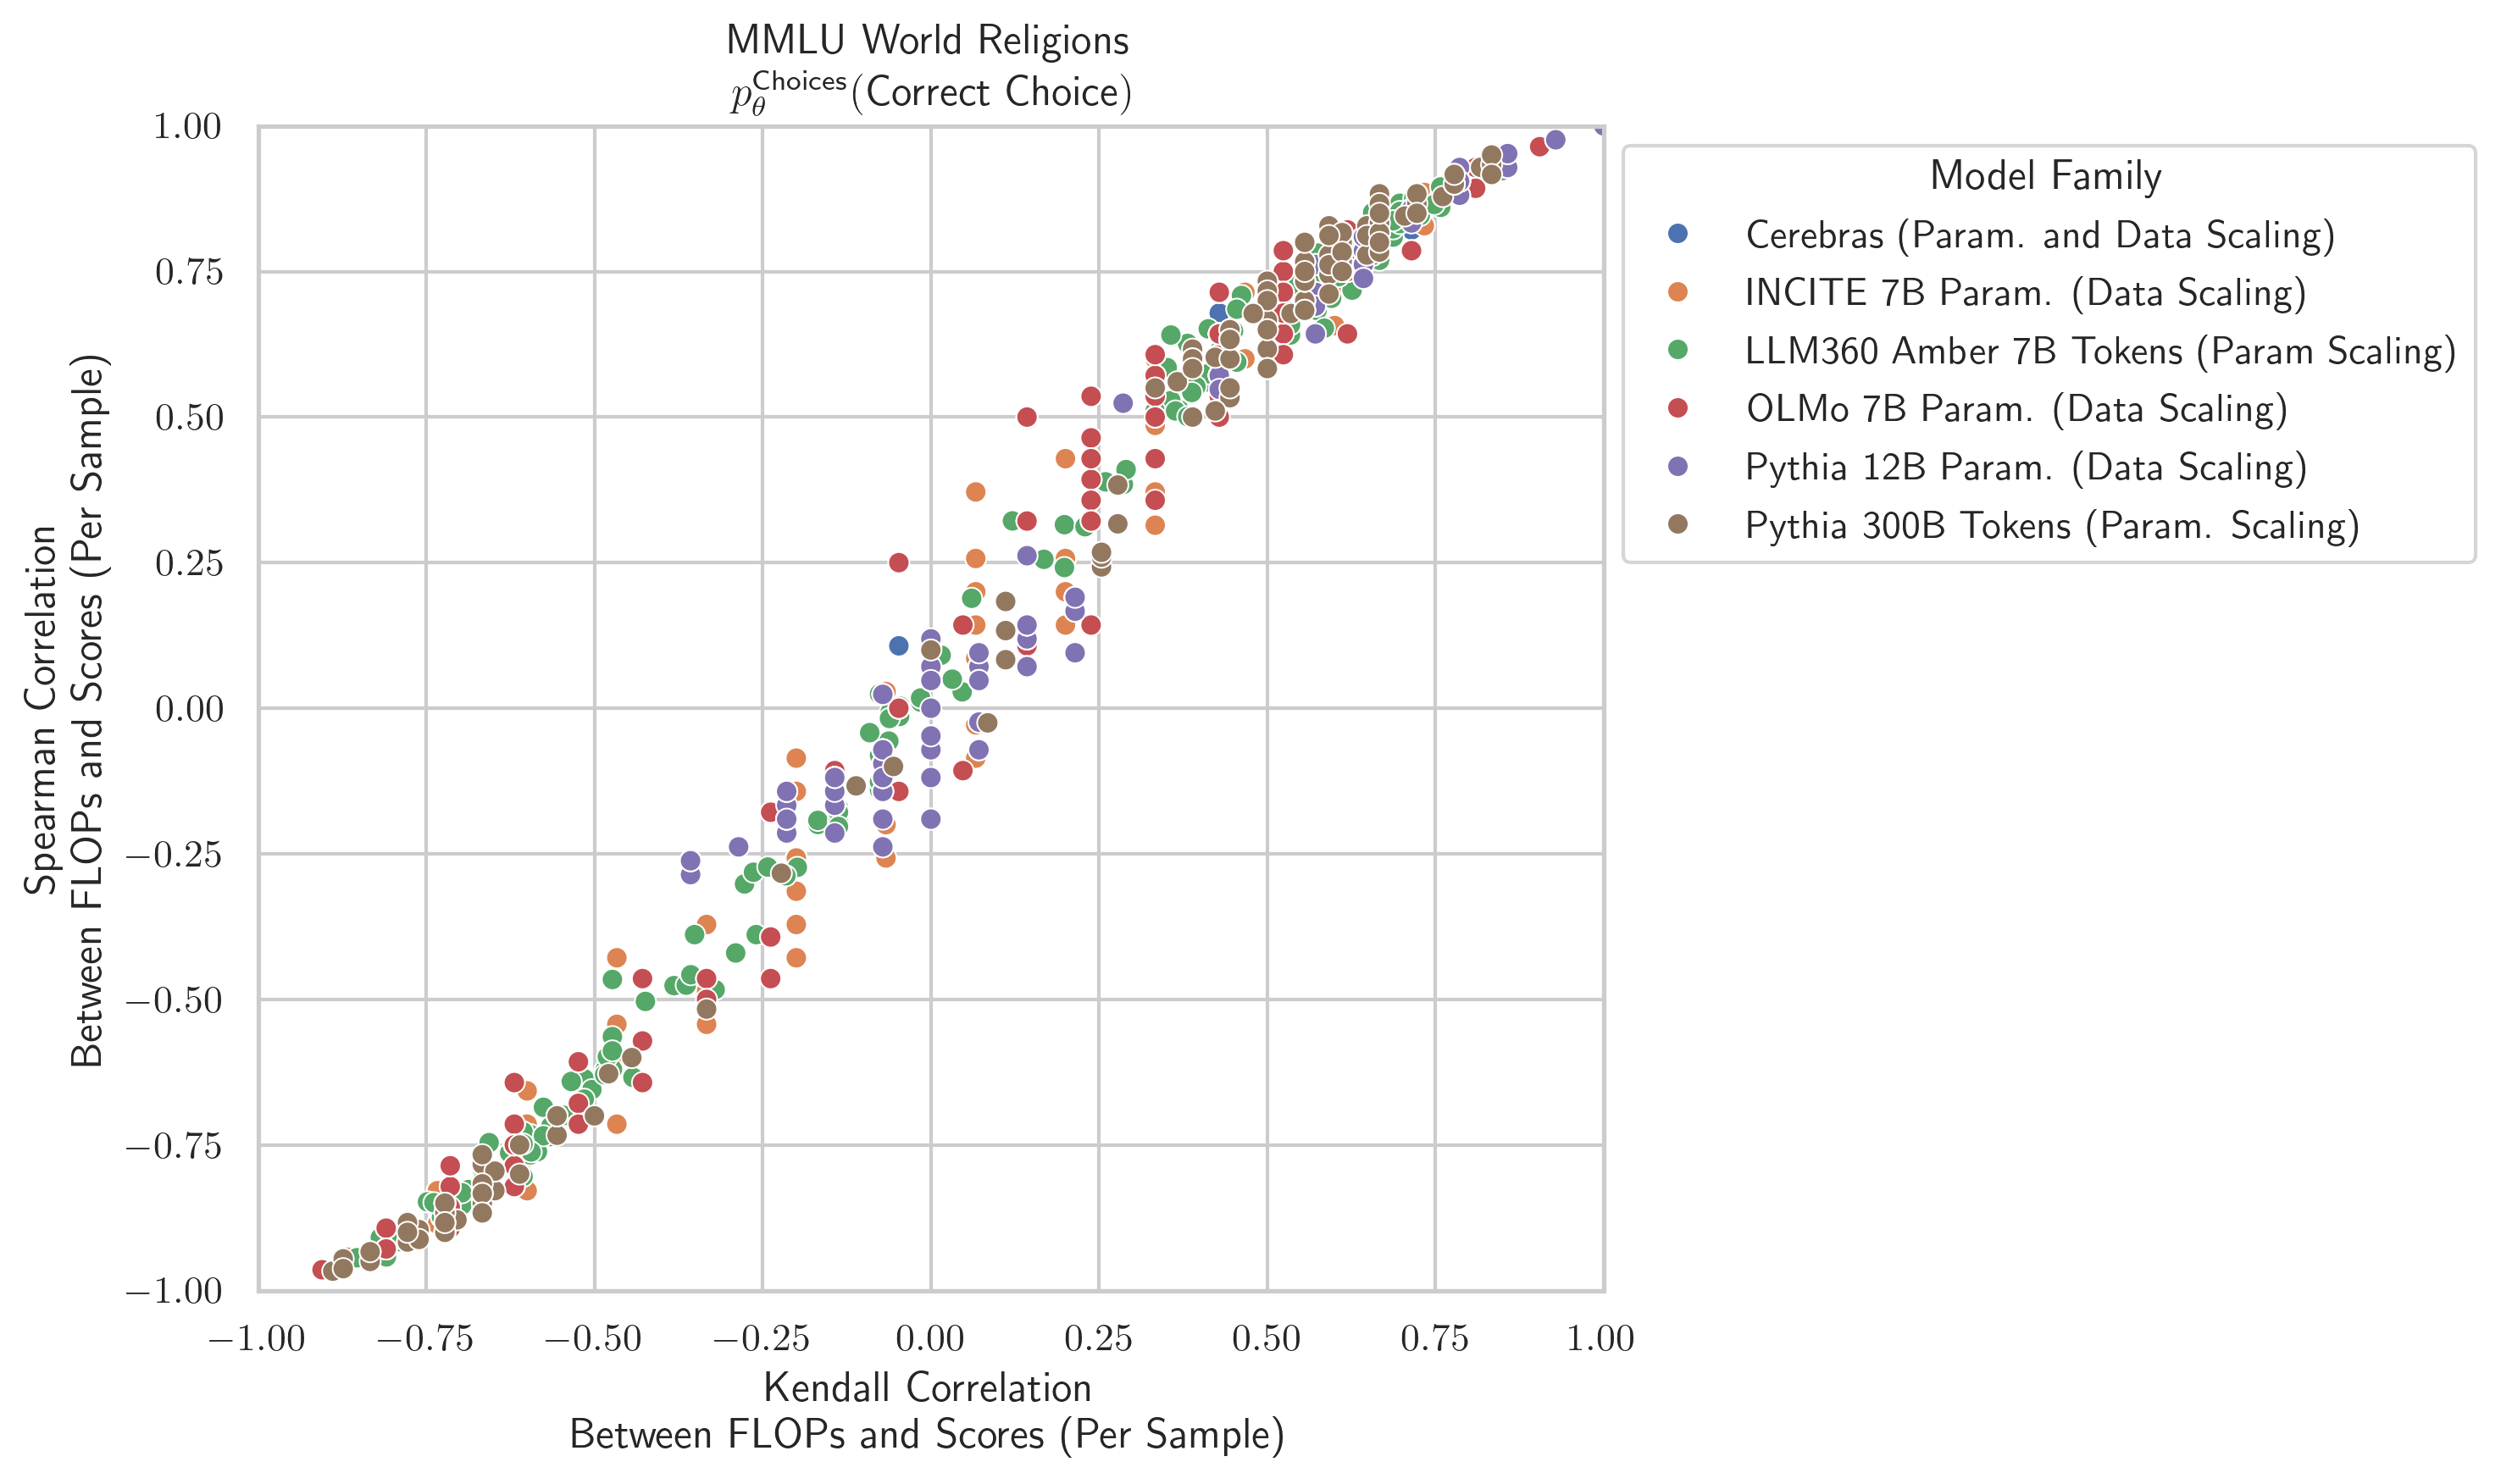 MMLU World Religions
p_θ^Choices(Correct Choice)
1.00
0.75
0.50
0.25
0.00
−0.25
−0.50
−0.75
−1.00
Spearman Correlation
Between FLOPs and Scores (Per Sample)
−1.00 −0.75 −0.50 −0.25 0.00 0.25 0.50 0.75 1.00
Kendall Correlation
Between FLOPs and Scores (Per Sample)
Model Family
Cerebras (Param. and Data Scaling)
INCITE 7B Param. (Data Scaling)
LLM360 Amber 7B Tokens (Param Scaling)
OLMo 7B Param. (Data Scaling)
Pythia 12B Param. (Data Scaling)
Pythia 300B Tokens (Param. Scaling)